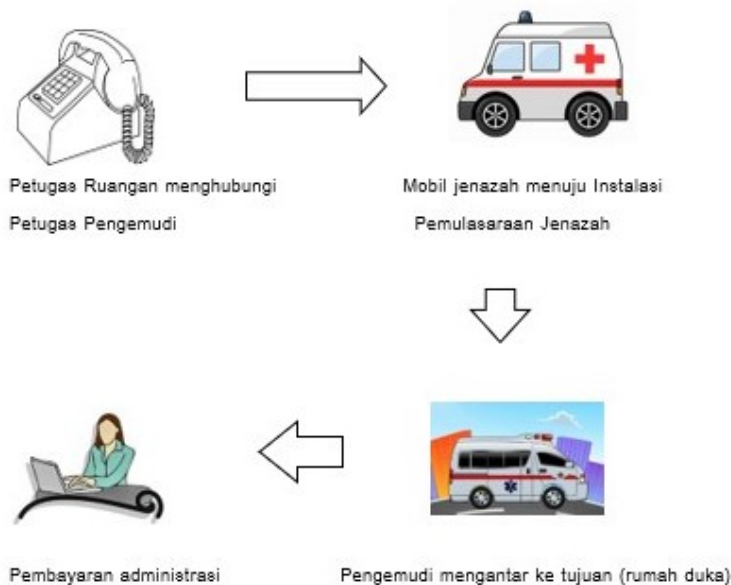 Petugas Ruangan menghubungi
Petugas Pengemudi
Mobil jenazah menuju Instalasi
Pemulasaraan Jenazah
Pengemudi mengantar ke tujuan (rumah duka)
Pembayaran administrasi